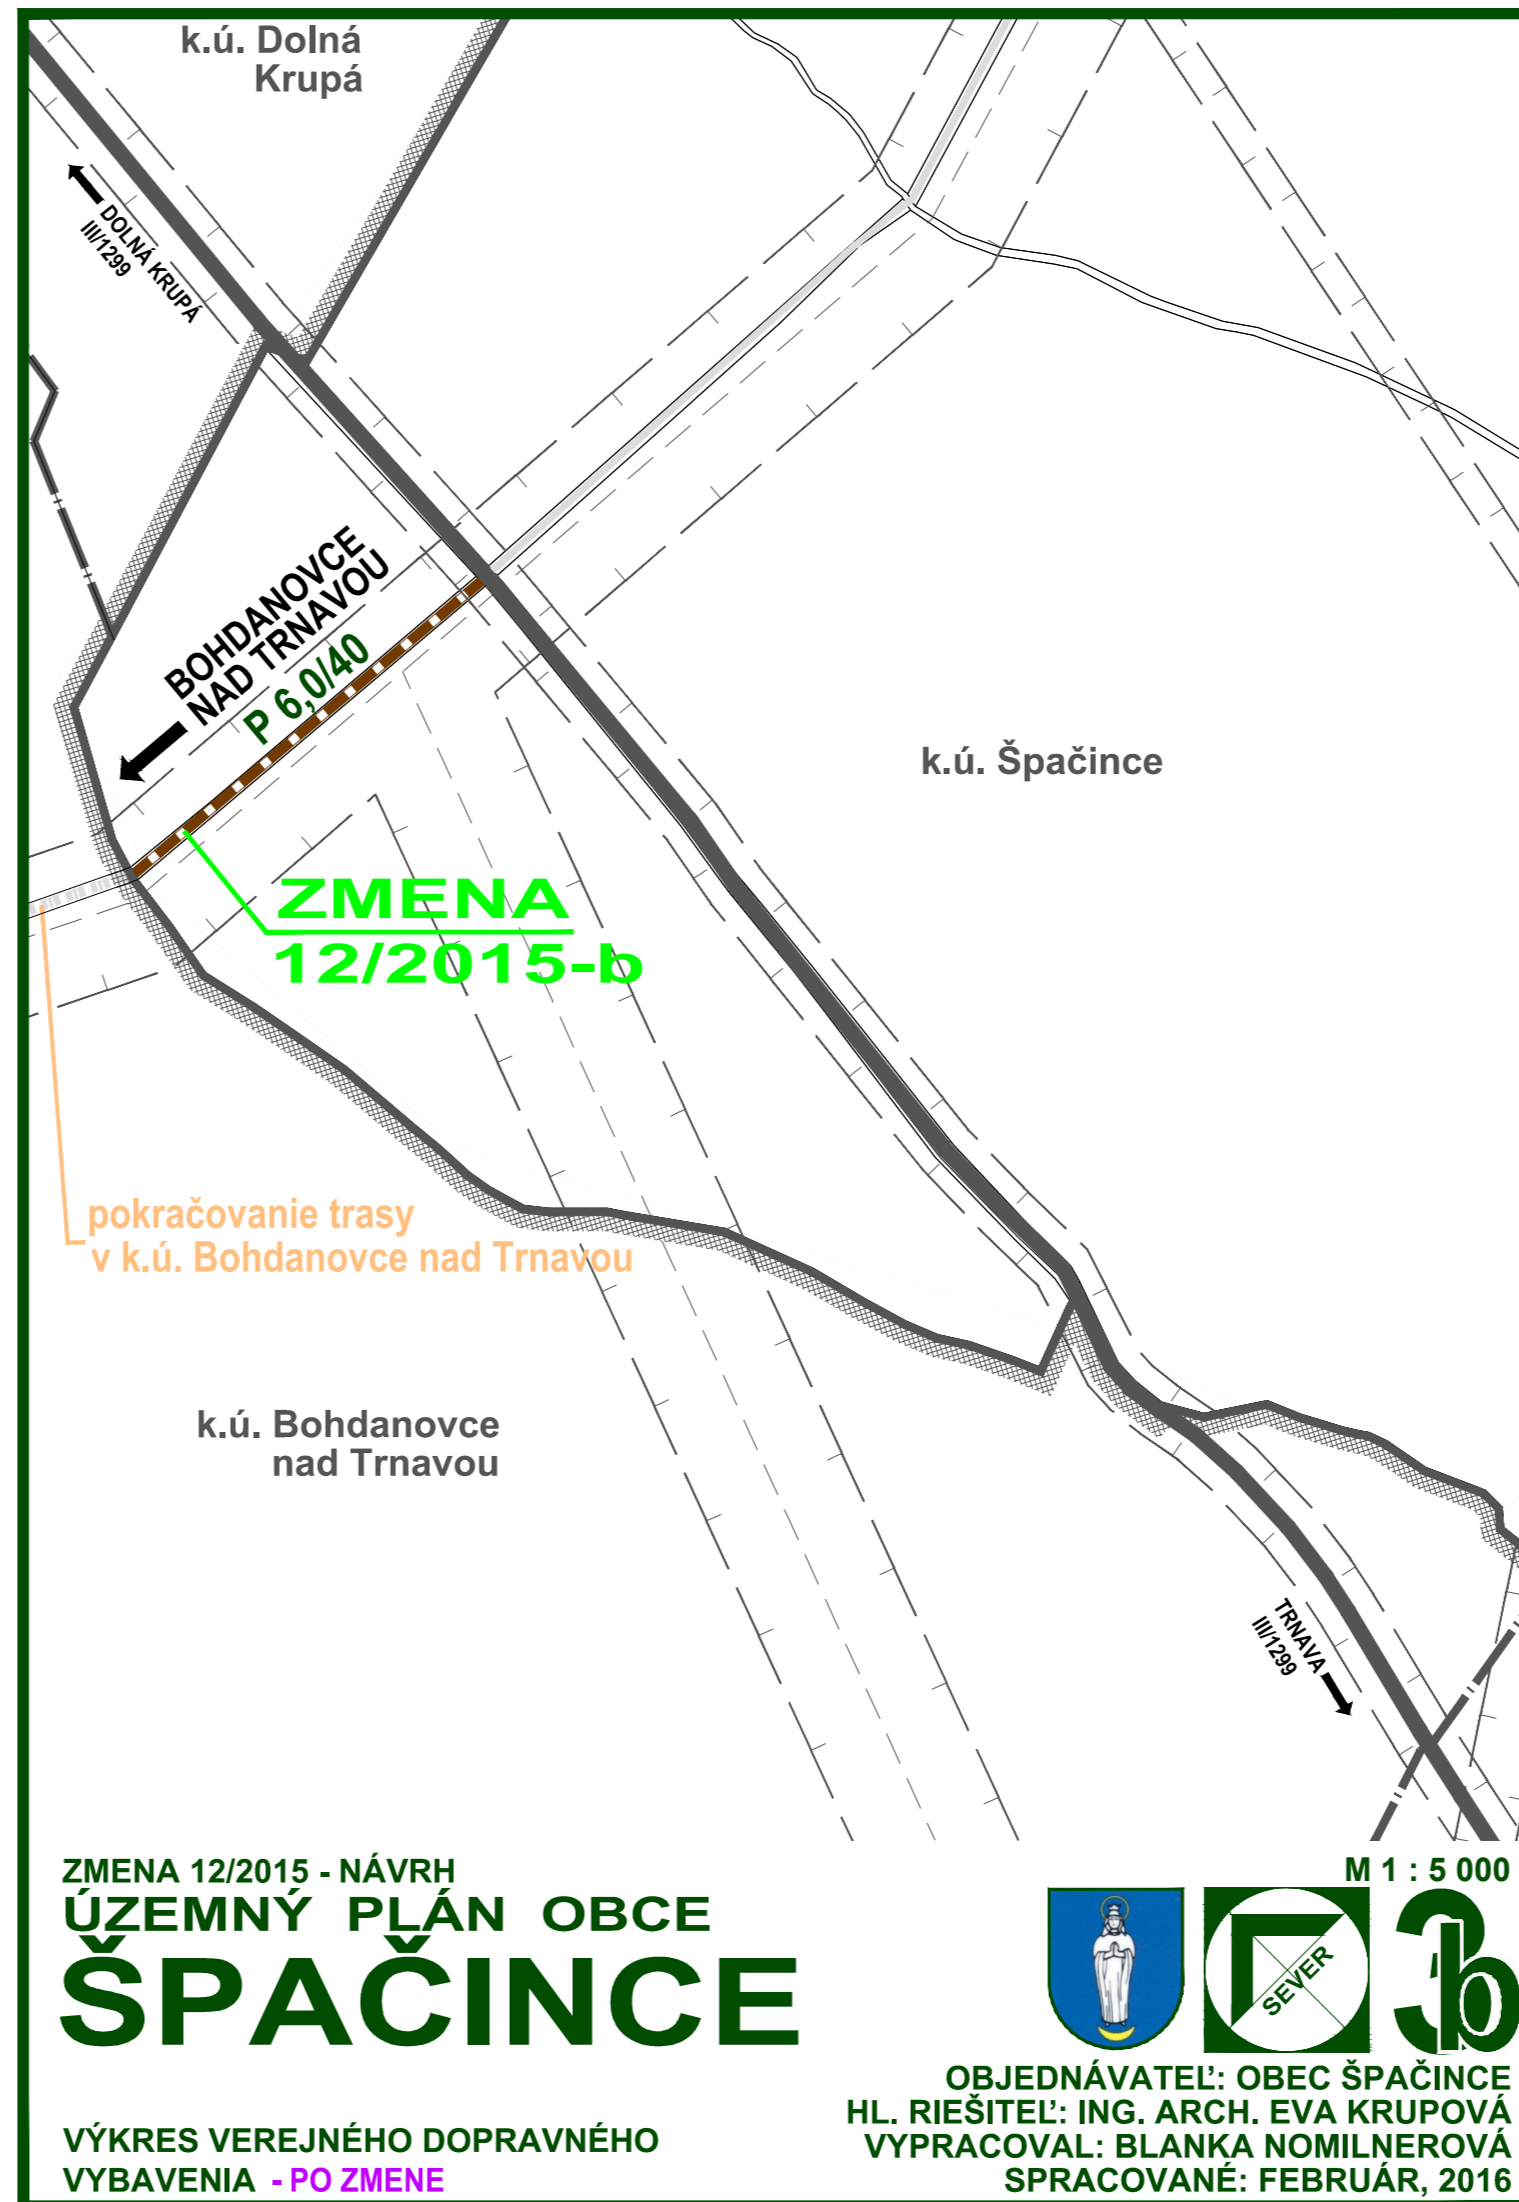 k.ú. Dolná
Krupá
DOLNÁ KRUPÁ
III/1299
BOHDANOVCE
NAD TRNAVOU
P 6,0/40
k.ú. Špačince
ZMENA
12/2015-b
pokračovanie trasy
v k.ú. Bohdanovce nad Trnavou
k.ú. Bohdanovce
nad Trnavou
TRNAVA
III/1299
ZMENA 12/2015 - NÁVRH
M 1 : 5 000
ÚZEMNÝ PLÁN OBCE
ŠPAČINCE
SEVER
3b
OBJEDNÁVATEĽ: OBEC ŠPAČINCE
HL. RIEŠITEĽ: ING. ARCH. EVA KRUPOVÁ
VYPRACOVAL: BLANKA NOMILNEROVÁ
SPRACOVANÉ: FEBRUÁR, 2016
VÝKRES VEREJNÉHO DOPRAVNÉHO
VYBAVENIA - PO ZMENE